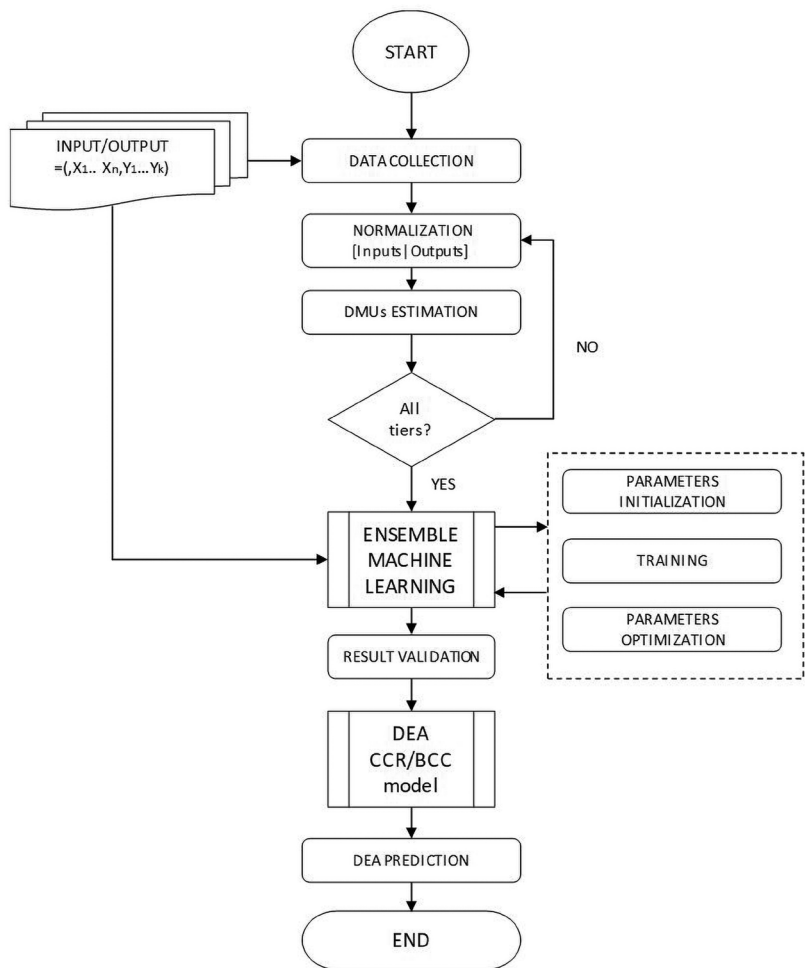 START
INPUT/OUTPUT
=(,X1.. Xn,Y1...Yk)
DATA COLLECTION
NORMALIZATION
[Inputs|Outputs]
DMUs ESTIMATION
NO
All
tiers?
YES
ENSEMBLE
MACHINE
LEARNING
PARAMETERS
INITIALIZATION
TRAINING
PARAMETERS
OPTIMIZATION
RESULT VALIDATION
DEA
CCR/BCC
model
DEA PREDICTION
END